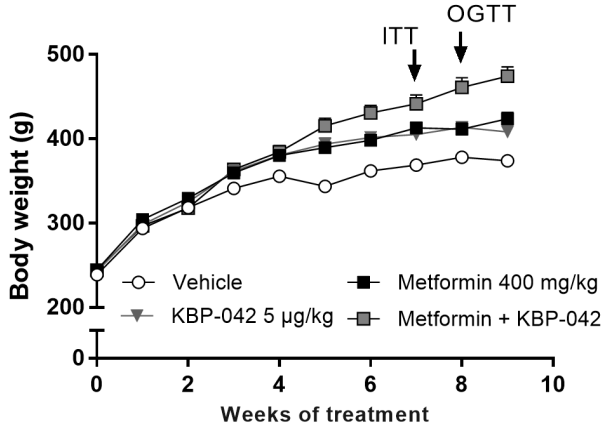 OGTT
ITT
500
400
300
200
0
Body weight (g)
Vehicle
Metformin 400 mg/kg
KBP-042 5 µg/kg
Metformin + KBP-042
0 2 4 6 8 10
Weeks of treatment